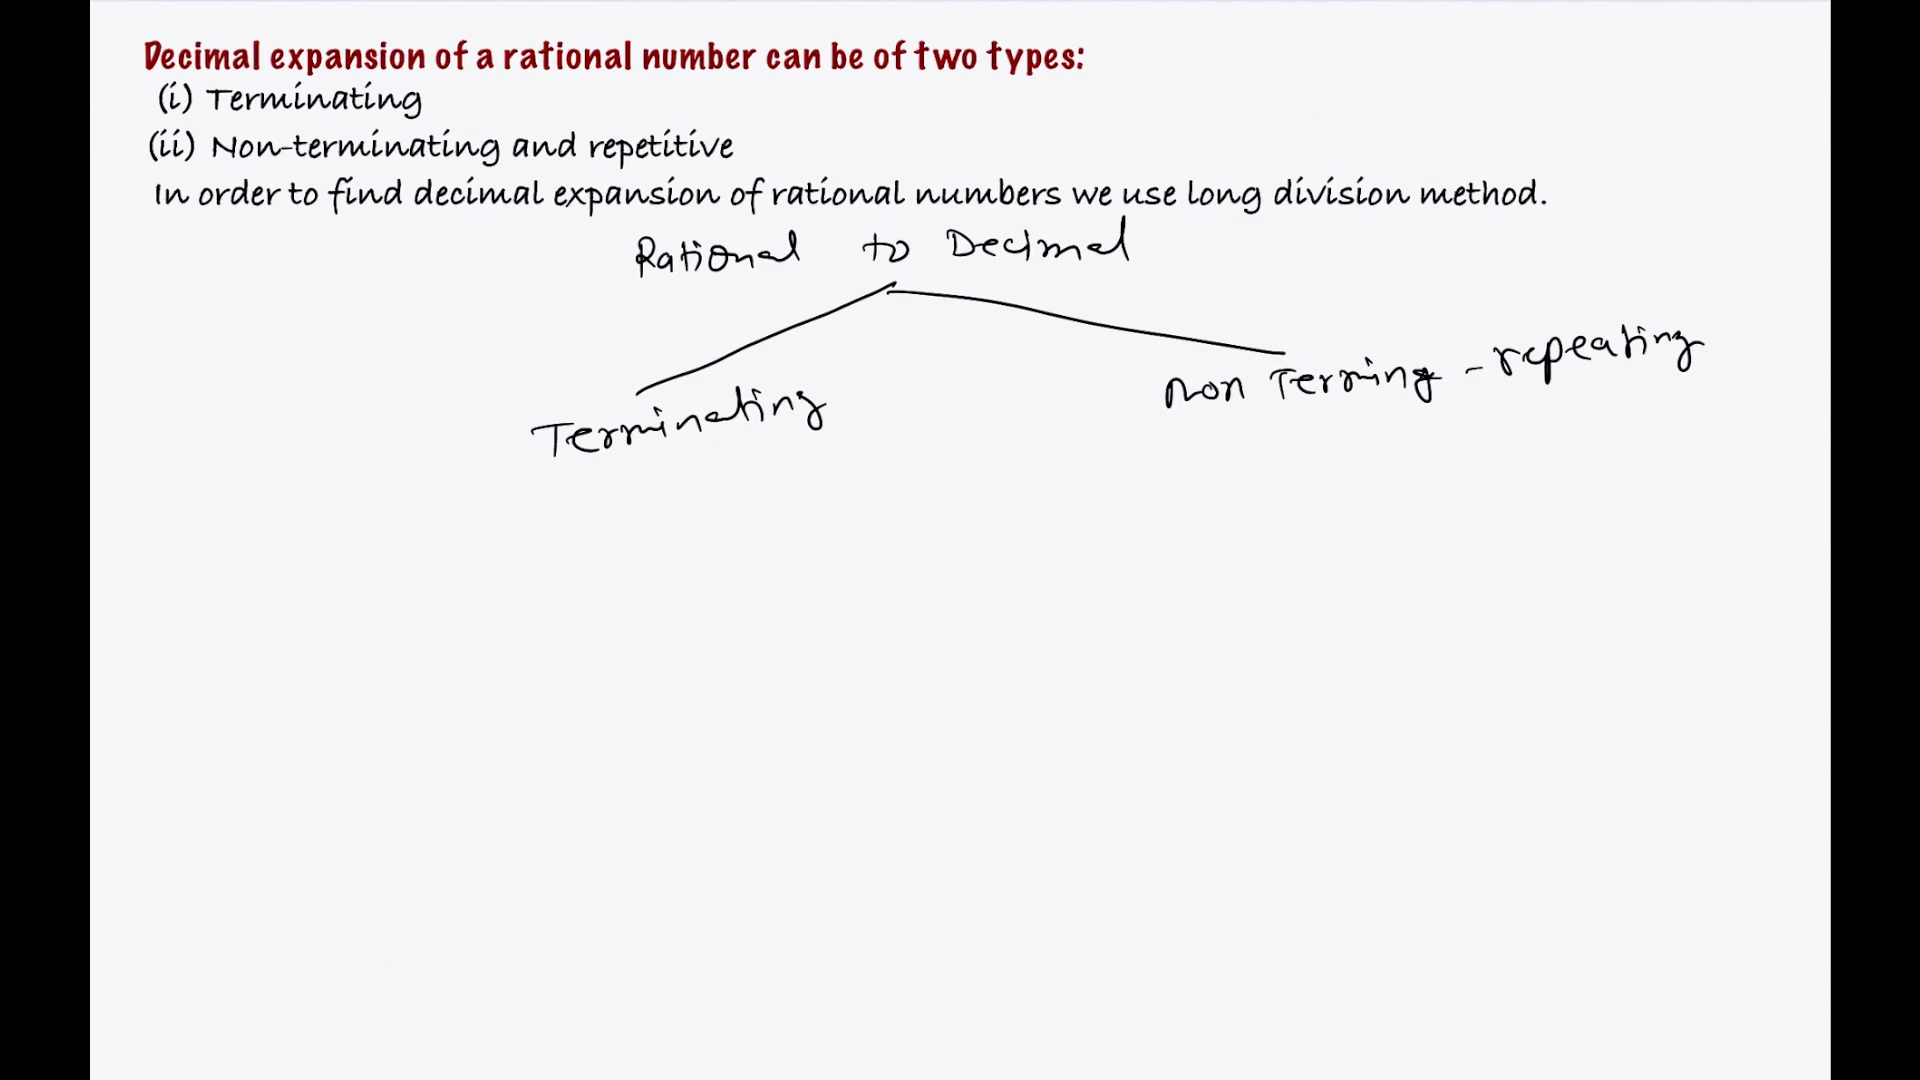 Decimal expansion of a rational number can be of two types:
(i) Terminating
(ii) Non-terminating and repetitive
In order to find decimal expansion of rational numbers we use long division method.
Rational to Decimal
Terminating
Non Terming - repeating